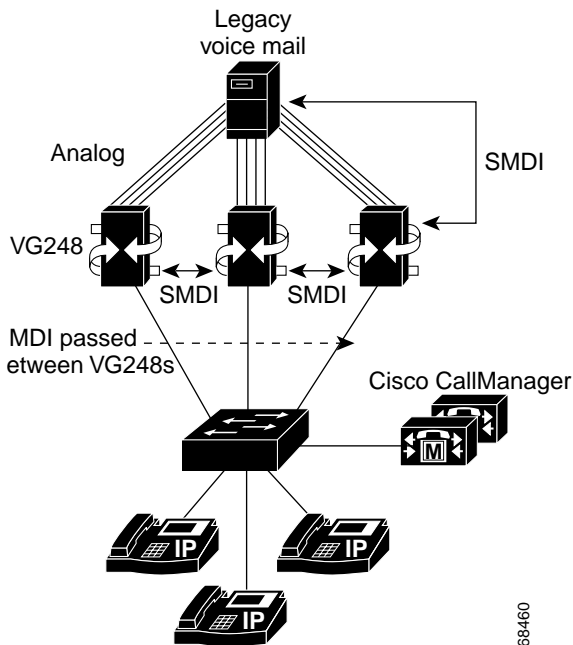 Legacy
voice mail
Analog
SMDI
VG248
SMDI
SMDI
MDI passed
etween VG248s
Cisco CallManager
M
IP
IP
IP
68460